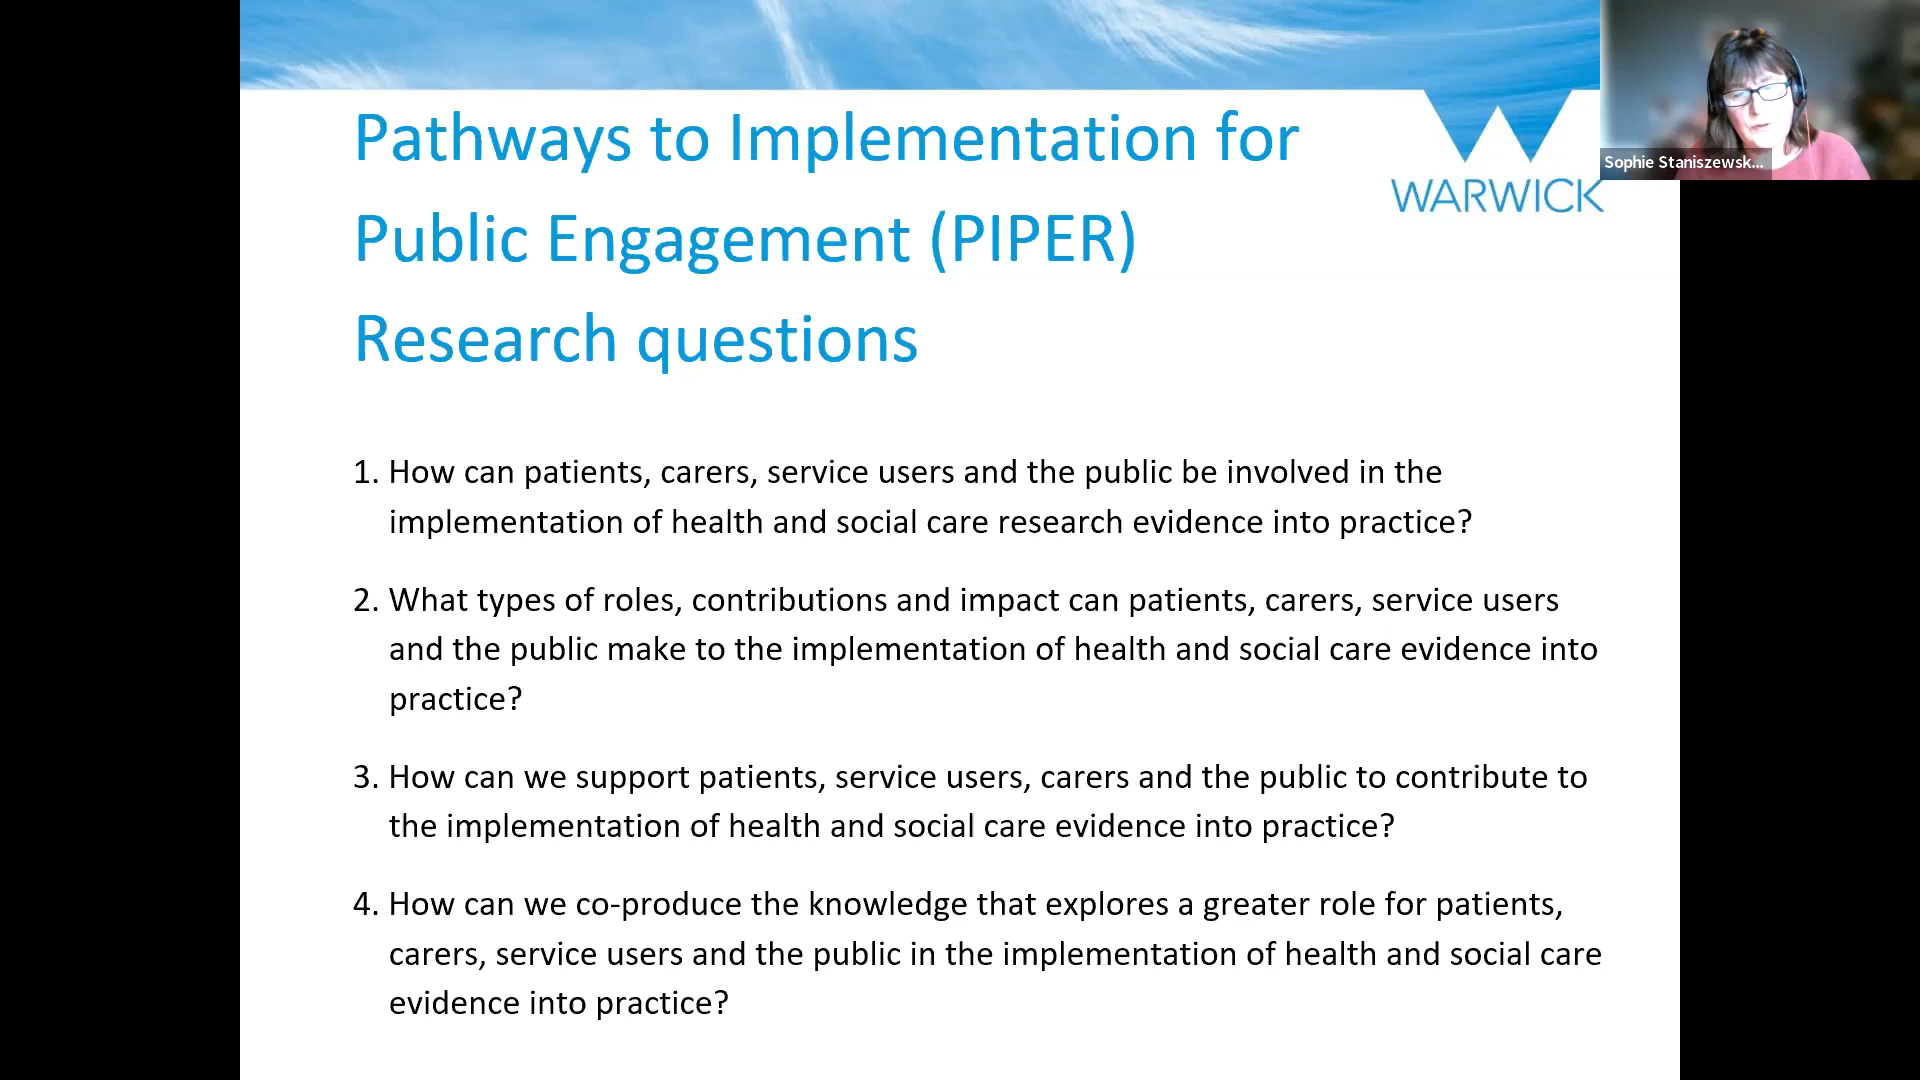 Pathways to Implementation for
Public Engagement (PIPER)
Research questions
WARWICK
Sophie Staniszewsk...
1. How can patients, carers, service users and the public be involved in the
implementation of health and social care research evidence into practice?
2. What types of roles, contributions and impact can patients, carers, service users
and the public make to the implementation of health and social care evidence into
practice?
3. How can we support patients, service users, carers and the public to contribute to
the implementation of health and social care evidence into practice?
4. How can we co-produce the knowledge that explores a greater role for patients,
carers, service users and the public in the implementation of health and social care
evidence into practice?